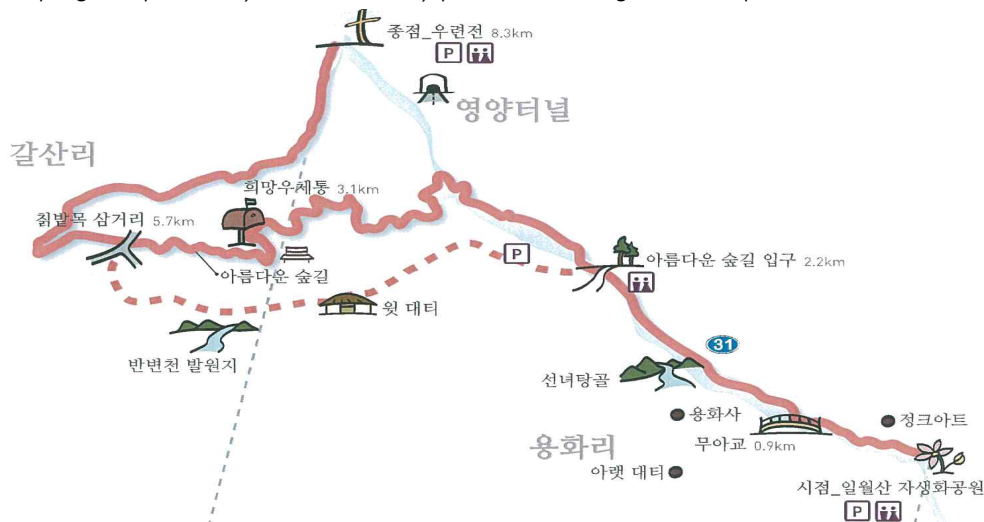 종점_우련전 8.3km
P
영양터널
갈산리
희망우체통 3.1km
칡밭목 삼거리 5.7km
P
아름다운 숲길 입구 2.2km
아름다운 숲길
윗 대티
31
반변천 발원지
선녀탕골
용화사
정크아트
용화리
무아교 0.9km
아랫 대티
시점_일월산 자생화공원
P